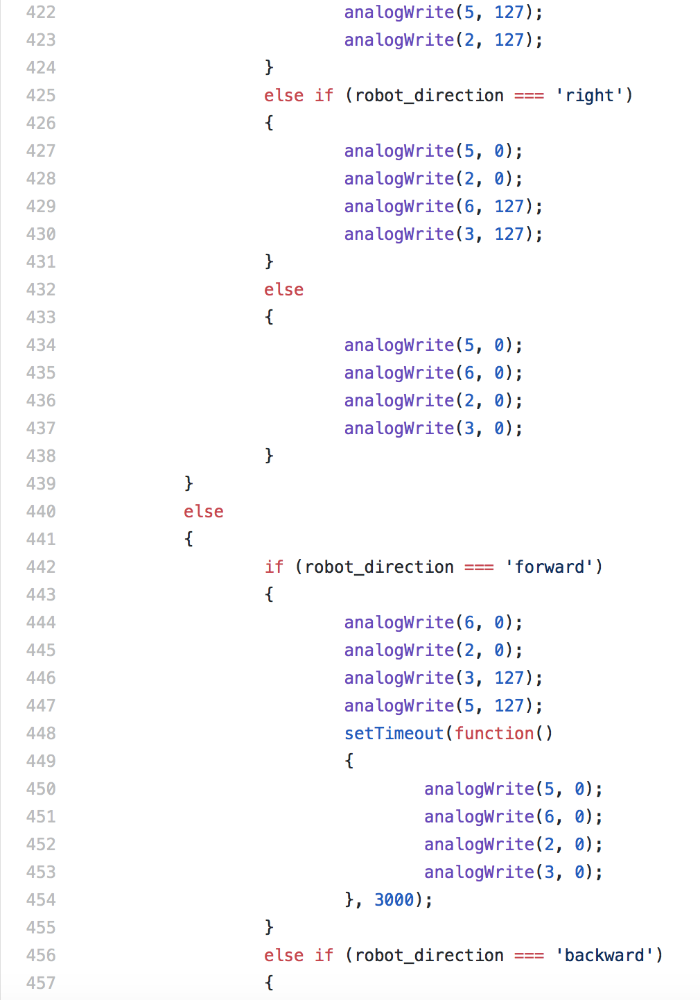 422 analogWrite(5, 127);
423 analogWrite(2, 127);
424 }
425 else if (robot_direction === 'right')
426 {
427 analogWrite(5, 0);
428 analogWrite(2, 0);
429 analogWrite(6, 127);
430 analogWrite(3, 127);
431 }
432 else
433 {
434 analogWrite(5, 0);
435 analogWrite(6, 0);
436 analogWrite(2, 0);
437 analogWrite(3, 0);
438 }
439 }
440 else
441 {
442 if (robot_direction === 'forward')
443 {
444 analogWrite(6, 0);
445 analogWrite(2, 0);
446 analogWrite(3, 127);
447 analogWrite(5, 127);
448 setTimeout(function()
449 {
450 analogWrite(5, 0);
451 analogWrite(6, 0);
452 analogWrite(2, 0);
453 analogWrite(3, 0);
454 }, 3000);
455 }
456 else if (robot_direction === 'backward')
457 {